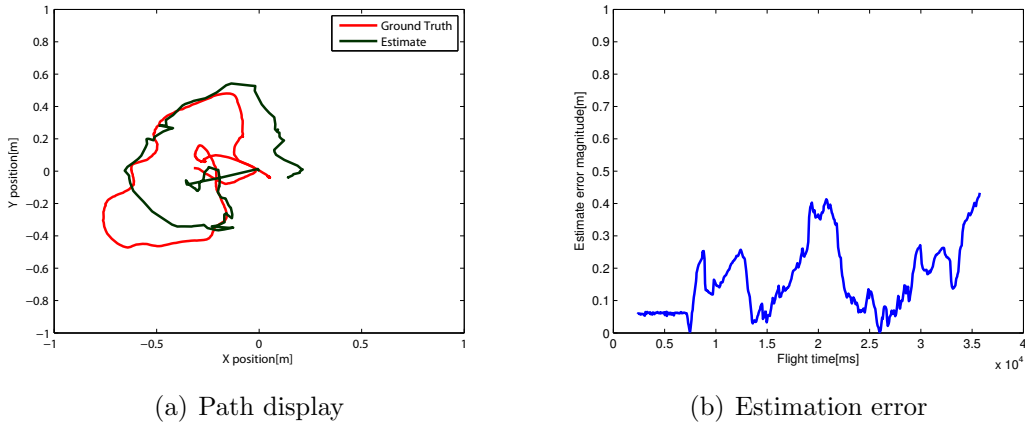 Ground Truth
Estimate
1
0.8
0.6
0.4
0.2
0
−0.2
−0.4
−0.6
−0.8
−1
Y position[m]
−1
−0.5
0
0.5
1
X position[m]
(a) Path display
1
0.9
0.8
0.7
0.6
0.5
0.4
0.3
0.2
0.1
0
Estimate error magnitude[m]
0 0.5 1 1.5 2 2.5 3 3.5 4
Flight time[ms]
x 10^4
(b) Estimation error